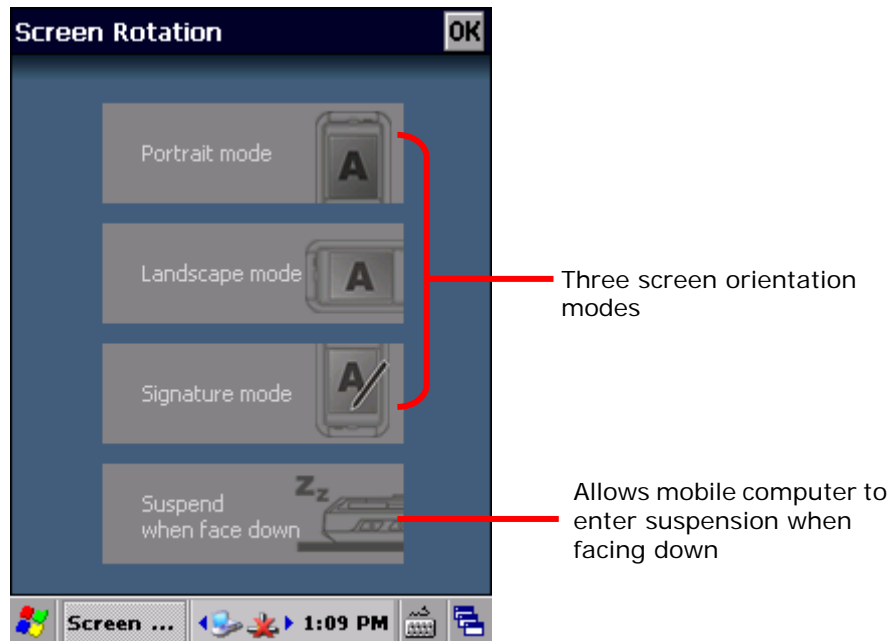 Screen Rotation OK
Portrait mode
A
Landscape mode
A
Signature mode
A
Suspend
when face down
Zz
Three screen orientation
modes
Allows mobile computer to
enter suspension when
facing down
Screen ... 1:09 PM